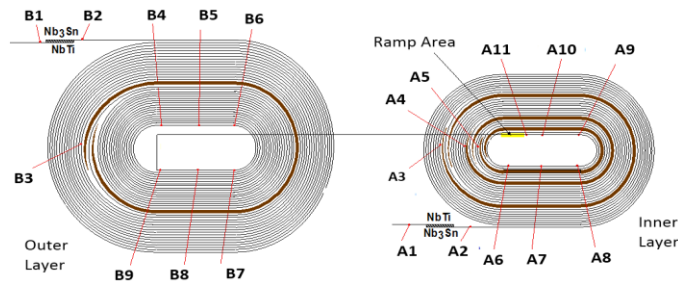 B1
B2
Nb₃Sn
NbTi
B4
B5
B6
B3
B9
B8
B7
Outer
Layer
Ramp Area
A11
A10
A9
A5
A4
A3
NbTi
Nb₃Sn
A1
A2
A6
A7
A8
Inner
Layer